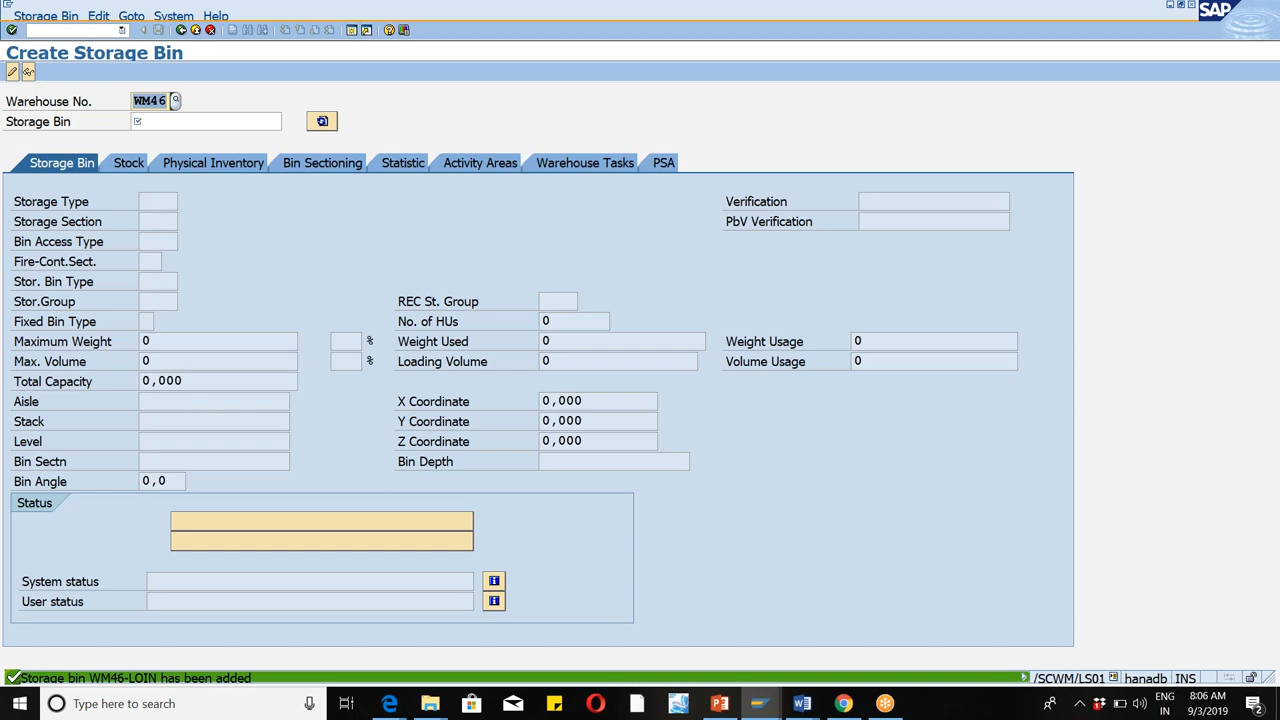 Storage Bin Edit Goto System Help
SAP
Create Storage Bin
Warehouse No. WM46
Storage Bin
Storage Bin Stock Physical Inventory Bin Sectioning Statistic Activity Areas Warehouse Tasks PSA
Storage Type Verification
Storage Section PbV Verification
Bin Access Type
Fire-Cont.Sect.
Stor. Bin Type
Stor.Group REC St. Group
Fixed Bin Type No. of HUs 0
Maximum Weight 0 % Weight Used 0 Weight Usage 0
Max. Volume 0 % Loading Volume 0 Volume Usage 0
Total Capacity 0,000
Aisle X Coordinate 0,000
Stack Y Coordinate 0,000
Level Z Coordinate 0,000
Bin Sectn Bin Depth
Bin Angle 0,0
Status
System status
User status
Storage bin WM46-LOIN has been added /SCWM/LS01 hanadb INS
Type here to search ENG 8:06 AM
IN 9/3/2019 2